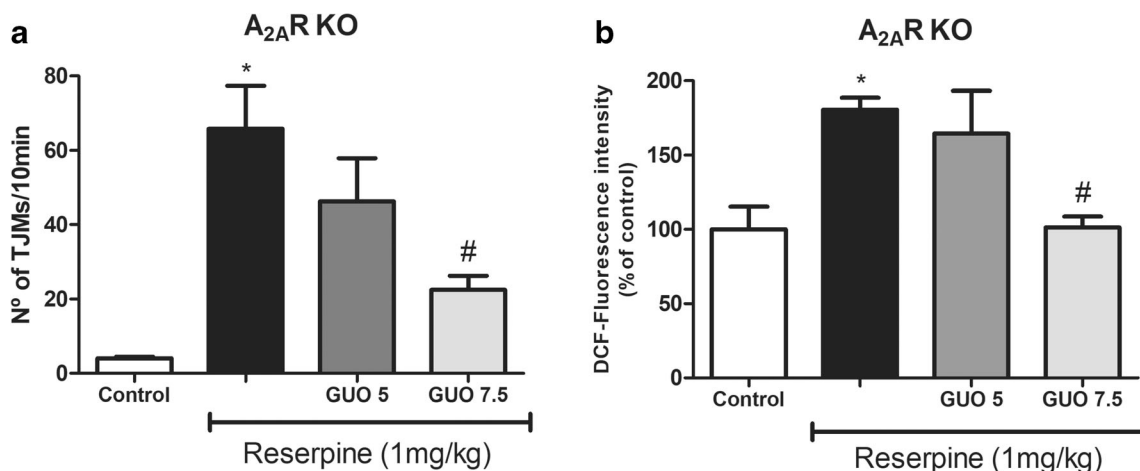 a
A2AR KO
Nº of TJMs/10min
80
60
40
20
0
*
#
Control
GUO 5
GUO 7.5
Reserpine (1mg/kg)
b
A2AR KO
DCF-Fluorescence intensity
(% of control)
200
150
100
50
0
*
#
Control
GUO 5
GUO 7.5
Reserpine (1mg/kg)